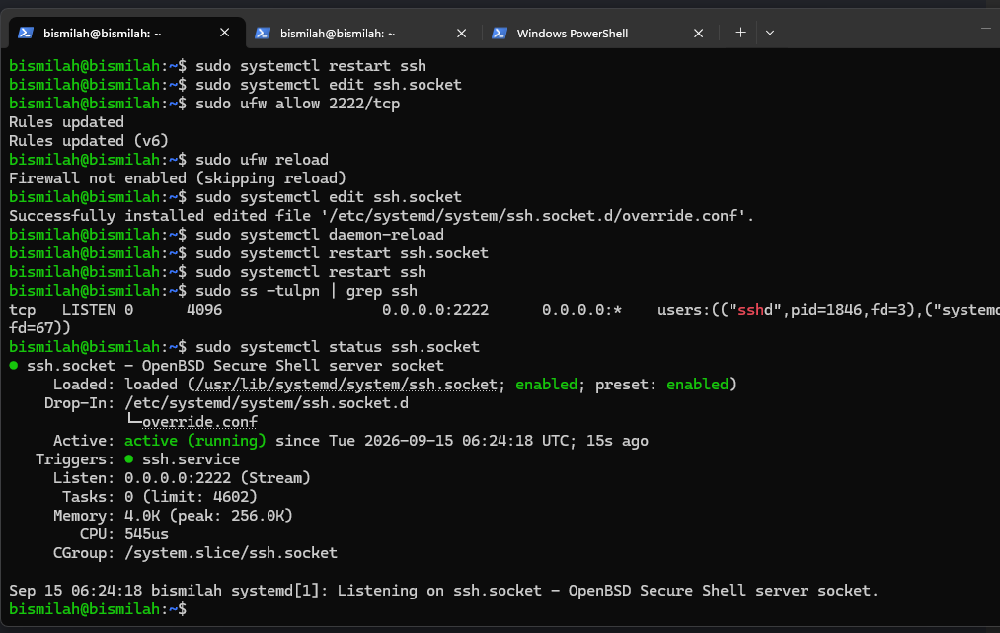 bismilah@bismilah: ~
bismilah@bismilah: ~
Windows PowerShell
bismilah@bismilah:~$ sudo systemctl restart ssh
bismilah@bismilah:~$ sudo systemctl edit ssh.socket
bismilah@bismilah:~$ sudo ufw allow 2222/tcp
Rules updated
Rules updated (v6)
bismilah@bismilah:~$ sudo ufw reload
Firewall not enabled (skipping reload)
bismilah@bismilah:~$ sudo systemctl edit ssh.socket
Successfully installed edited file '/etc/systemd/system/ssh.socket.d/override.conf'.
bismilah@bismilah:~$ sudo systemctl daemon-reload
bismilah@bismilah:~$ sudo systemctl restart ssh.socket
bismilah@bismilah:~$ sudo systemctl restart ssh
bismilah@bismilah:~$ sudo ss -tulpn | grep ssh
tcp   LISTEN 0      4096                  0.0.0.0:2222      0.0.0.0:*    users:(("sshd",pid=1846,fd=3),("systemd
fd=67))
bismilah@bismilah:~$ sudo systemctl status ssh.socket
● ssh.socket - OpenBSD Secure Shell server socket
     Loaded: loaded (/usr/lib/systemd/system/ssh.socket; enabled; preset: enabled)
    Drop-In: /etc/systemd/system/ssh.socket.d
             └─override.conf
     Active: active (running) since Tue 2026-09-15 06:24:18 UTC; 15s ago
   Triggers: ● ssh.service
     Listen: 0.0.0.0:2222 (Stream)
      Tasks: 0 (limit: 4602)
     Memory: 4.0K (peak: 256.0K)
        CPU: 545us
     CGroup: /system.slice/ssh.socket
Sep 15 06:24:18 bismilah systemd[1]: Listening on ssh.socket - OpenBSD Secure Shell server socket.
bismilah@bismilah:~$